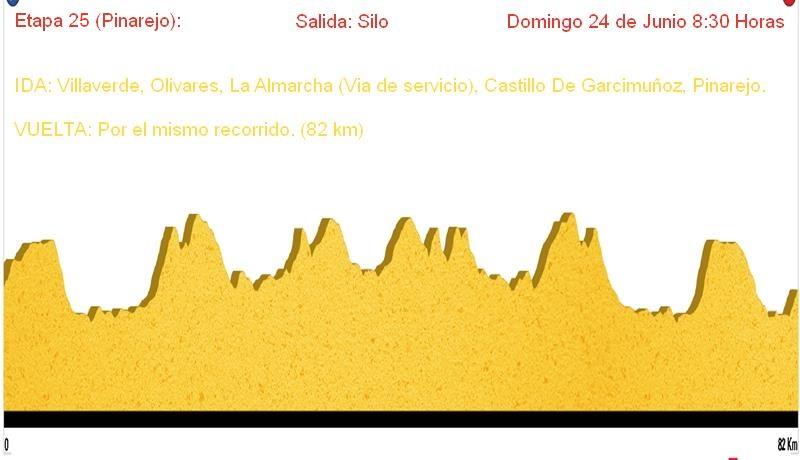 Etapa 25 (Pinarejo): Salida: Silo Domingo 24 de Junio 8:30 Horas
IDA: Villaverde, Olivares, La Almarcha (Via de servicio), Castillo De Garcimuñoz, Pinarejo.
VUELTA: Por el mismo recorrido. (82 km)
0 82 Km